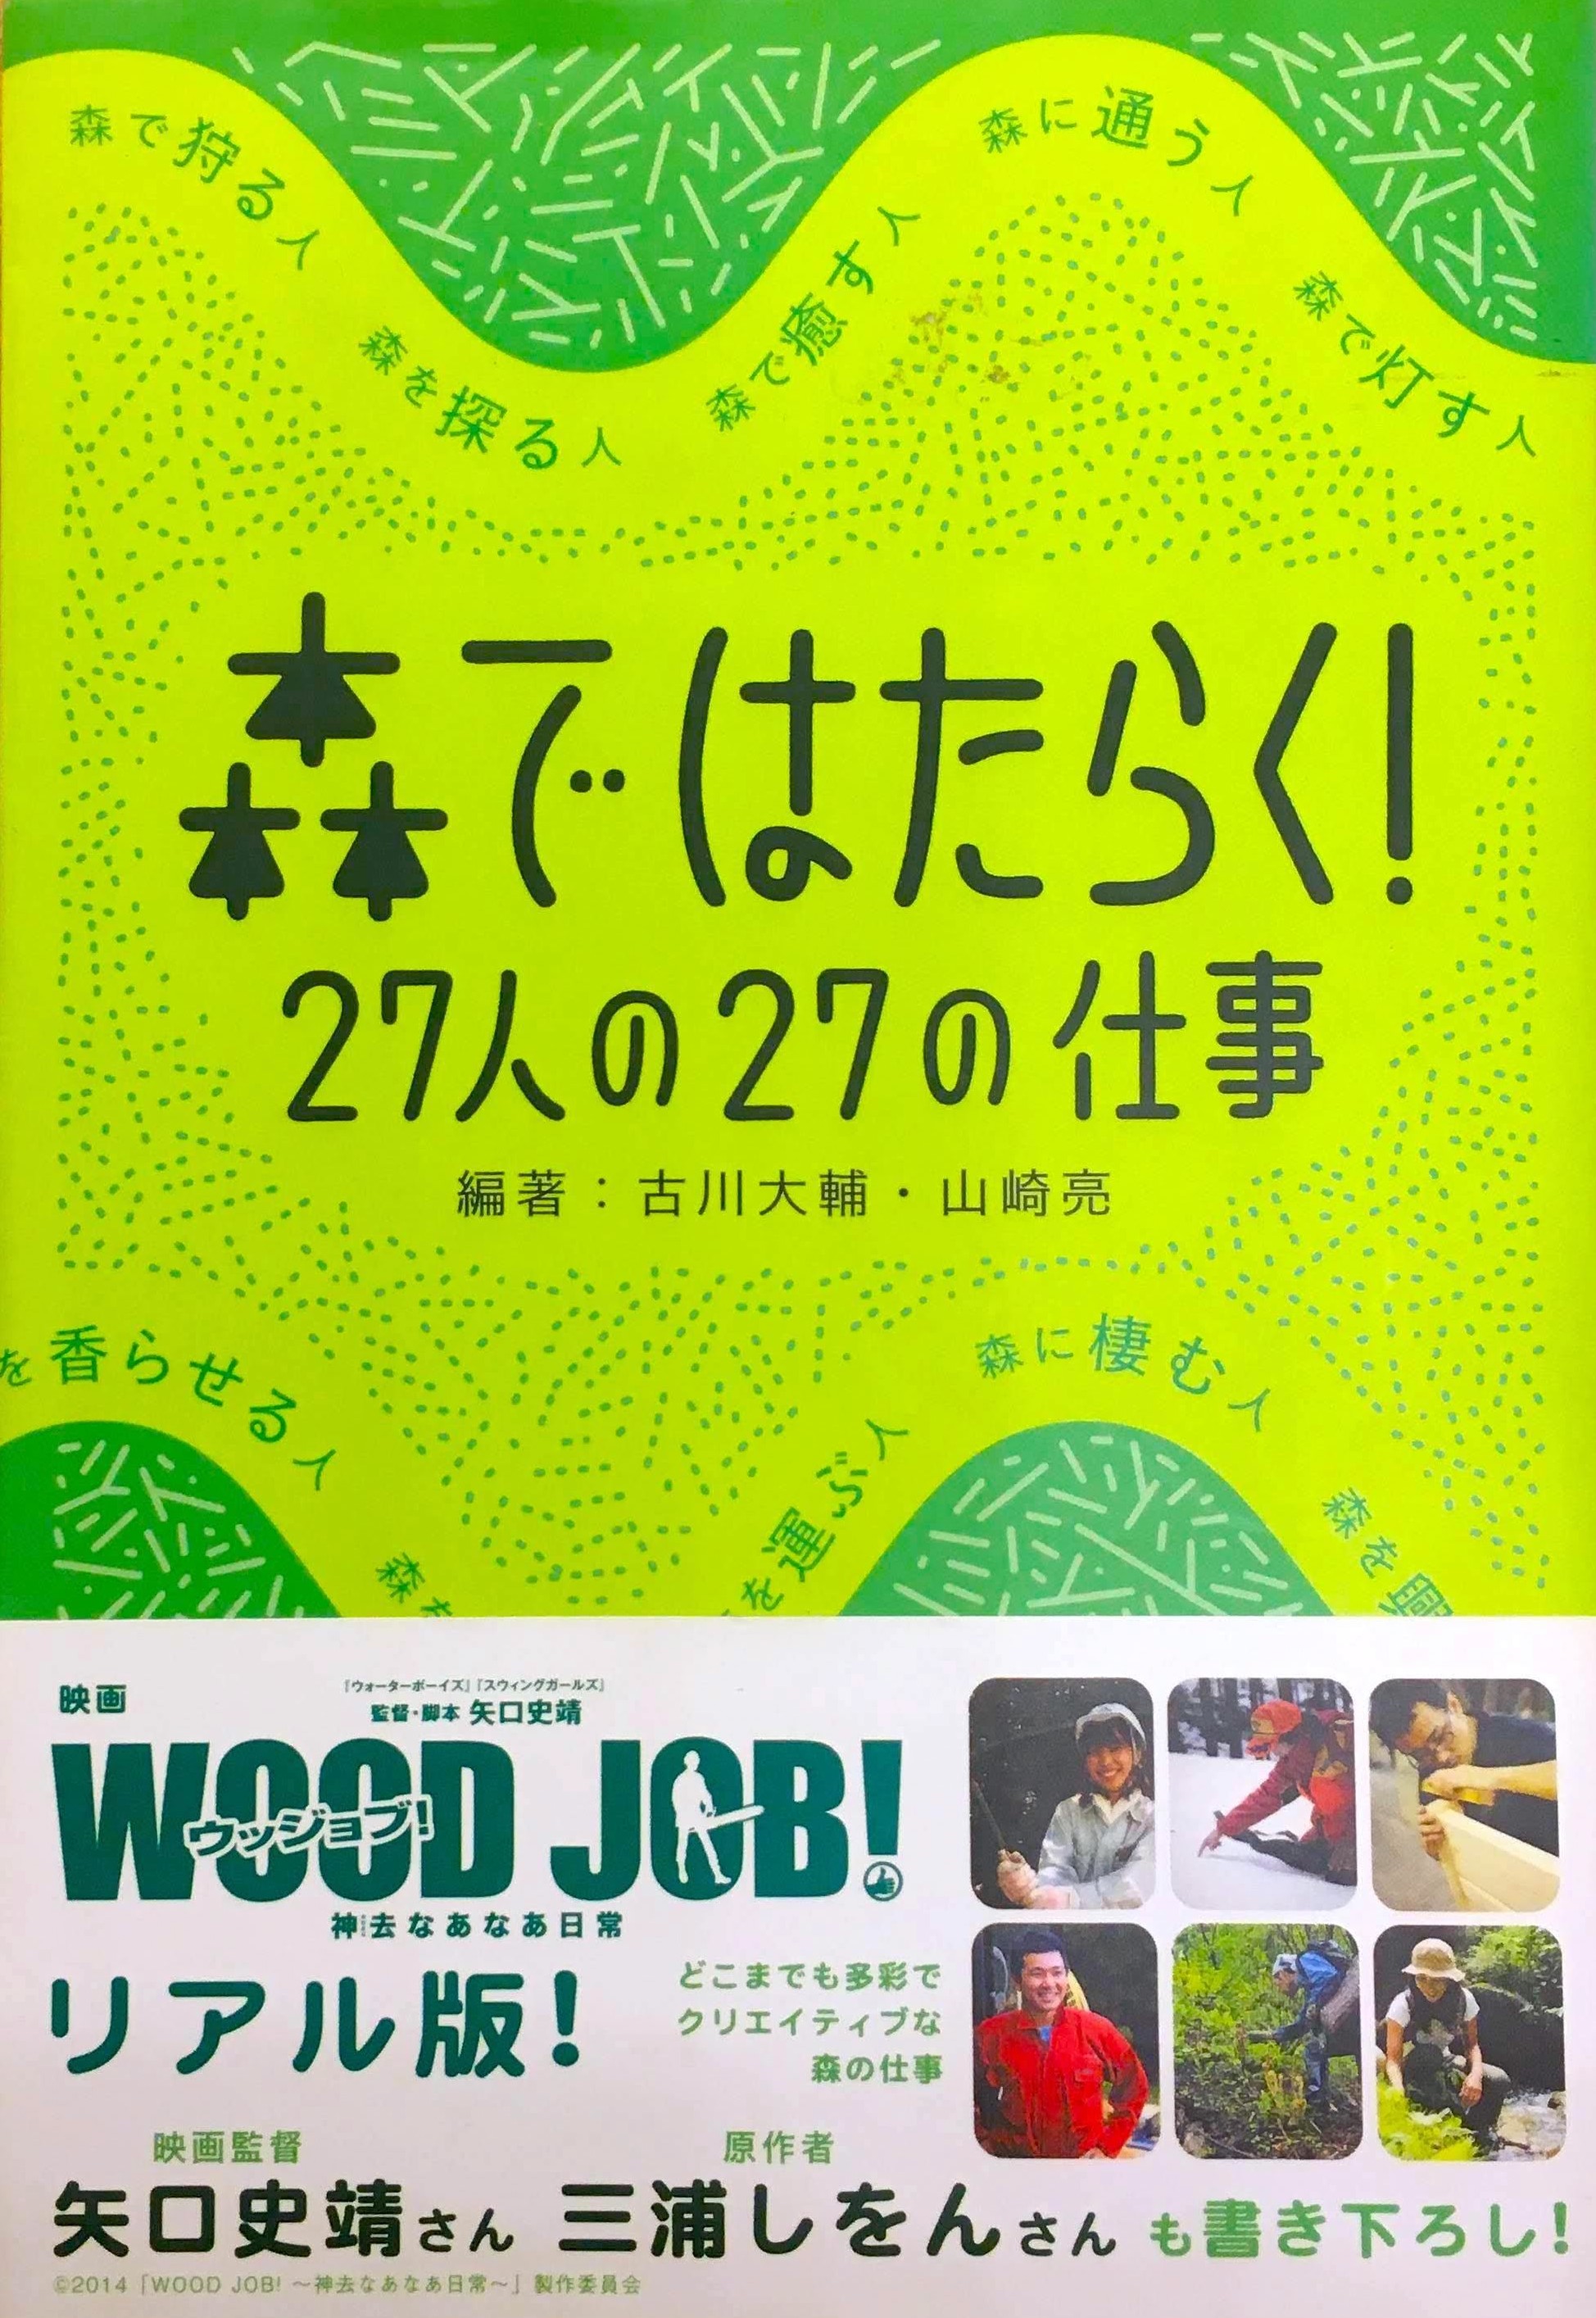 森で狩る人
森を探る人
森で癒す人
森に通う人
森で灯す人
森ではたらく!
27人の27の仕事
編著:古川大輔・山崎亮
を香らせる人
森を
を運ぶ人
森に棲む人
森を興
映画
『ウォーターボーイズ』『スウィングガールズ』
監督・脚本 矢口史靖
WOOD JOB!
ウッジョブ!
神去なあなあ日常
リアル版!
どこまでも多彩で
クリエイティブな
森の仕事
映画監督
矢口史靖さん
原作者
三浦しをんさん
も書き下ろし!
©2014「WOOD JOB! ~神去なあなあ日常~」製作委員会